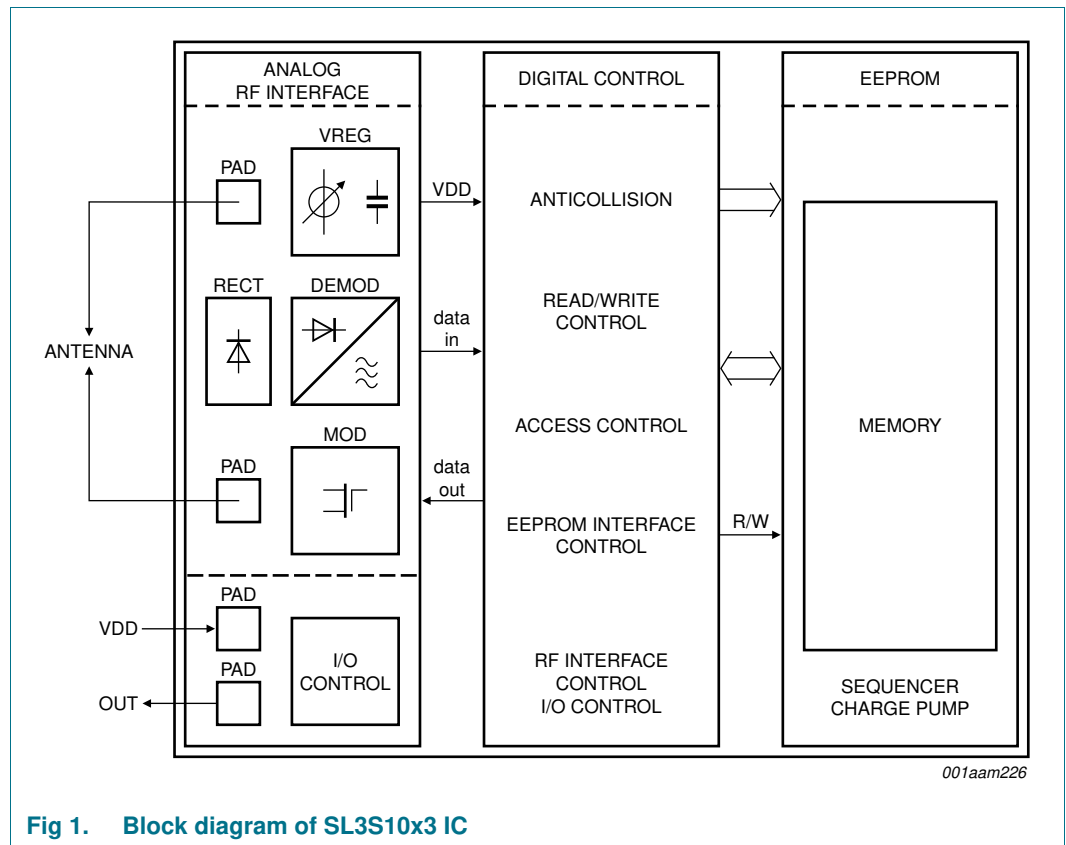 ANALOG
RF INTERFACE
VREG
PAD
VDD
RECT
DEMOD
data
in
ANTENNA
MOD
PAD
data
out
PAD
VDD
I/O
CONTROL
PAD
OUT
DIGITAL CONTROL
ANTICOLLISION
READ/WRITE
CONTROL
ACCESS CONTROL
EEPROM INTERFACE
CONTROL
R/W
RF INTERFACE
CONTROL
I/O CONTROL
EEPROM
MEMORY
SEQUENCER
CHARGE PUMP
001aam226
Fig 1. Block diagram of SL3S10x3 IC